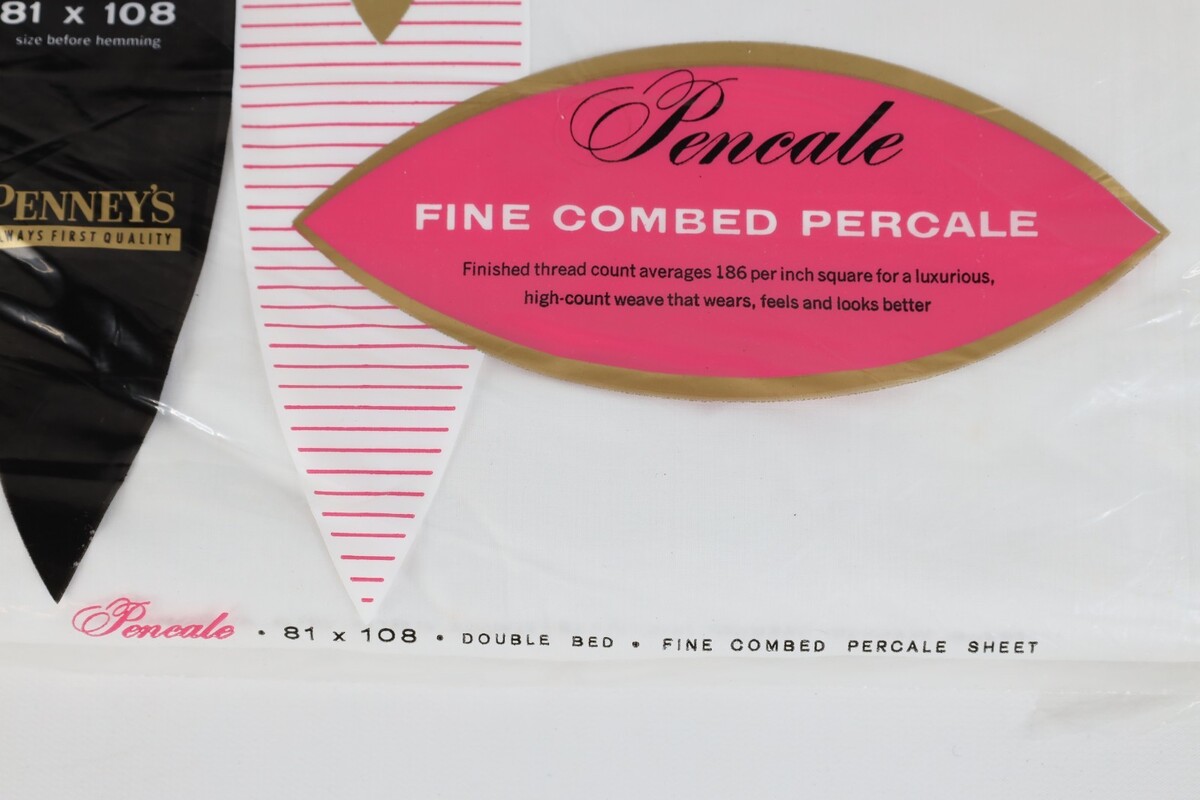 81 x 108
size before hemming
PENNEY'S
ALWAYS FIRST QUALITY
Pencale
FINE COMBED PERCALE
Finished thread count averages 186 per inch square for a luxurious,
high-count weave that wears, feels and looks better
Pencale • 81 x 108 • DOUBLE BED • FINE COMBED PERCALE SHEET